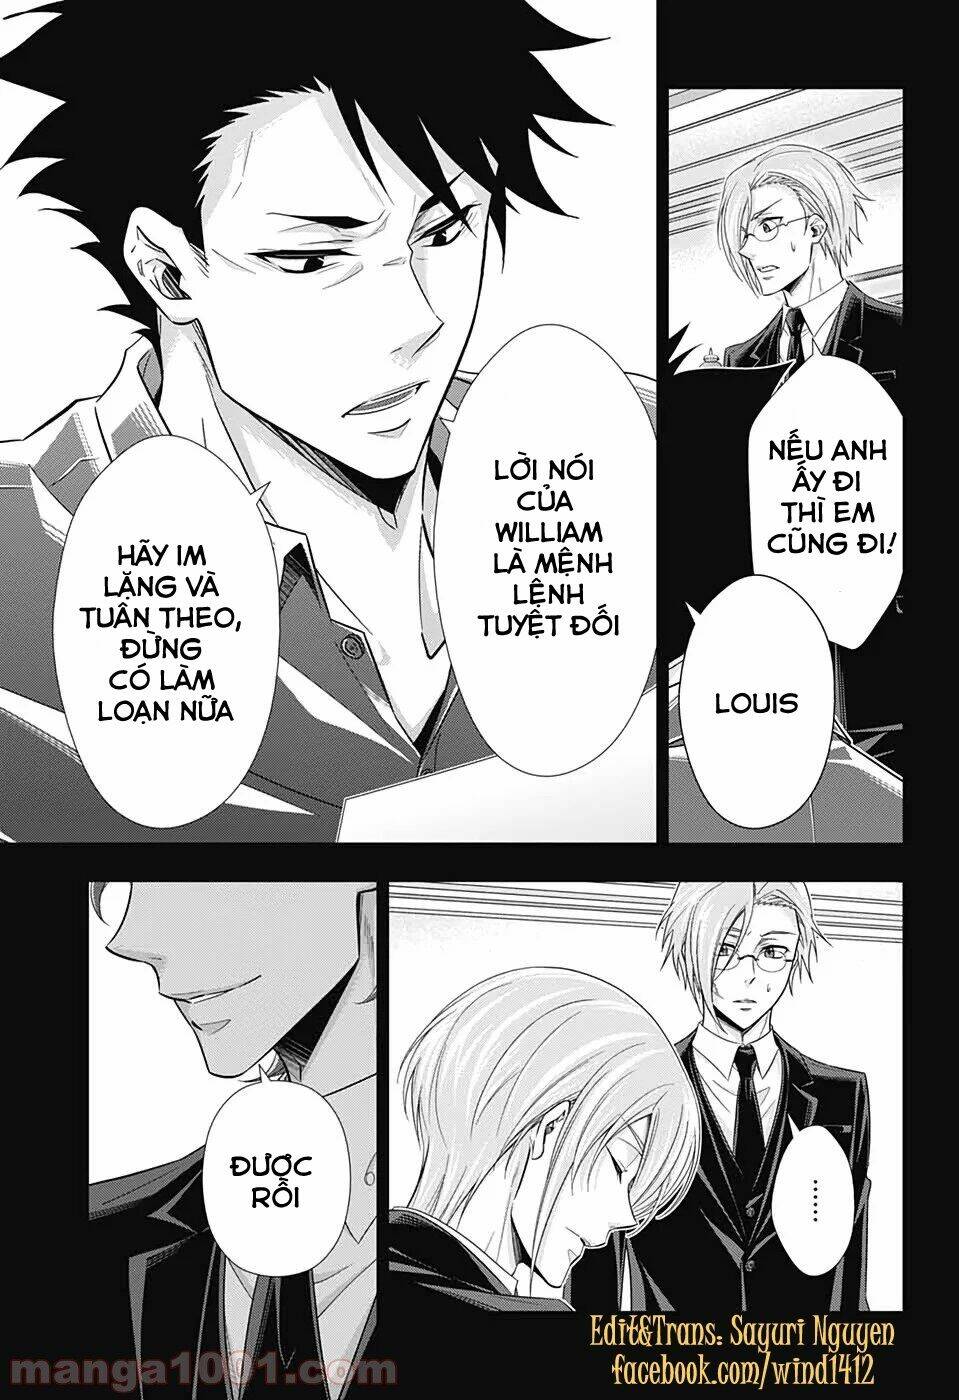 NẾU ANH
ẤY ĐI
THÌ EM
CŨNG ĐI!
LOUIS
LỜI NÓI
CỦA
WILLIAM
LÀ MỆNH
LỆNH
TUYỆT ĐỐI
HÃY IM
LẶNG VÀ
TUÂN THEO,
ĐỪNG
CÓ LÀM
LOẠN NỮA
......
ĐƯỢC
RỒI
Edit&Trans: Sayuri Nguyen
facebook.com/wind1412
manga1001.com